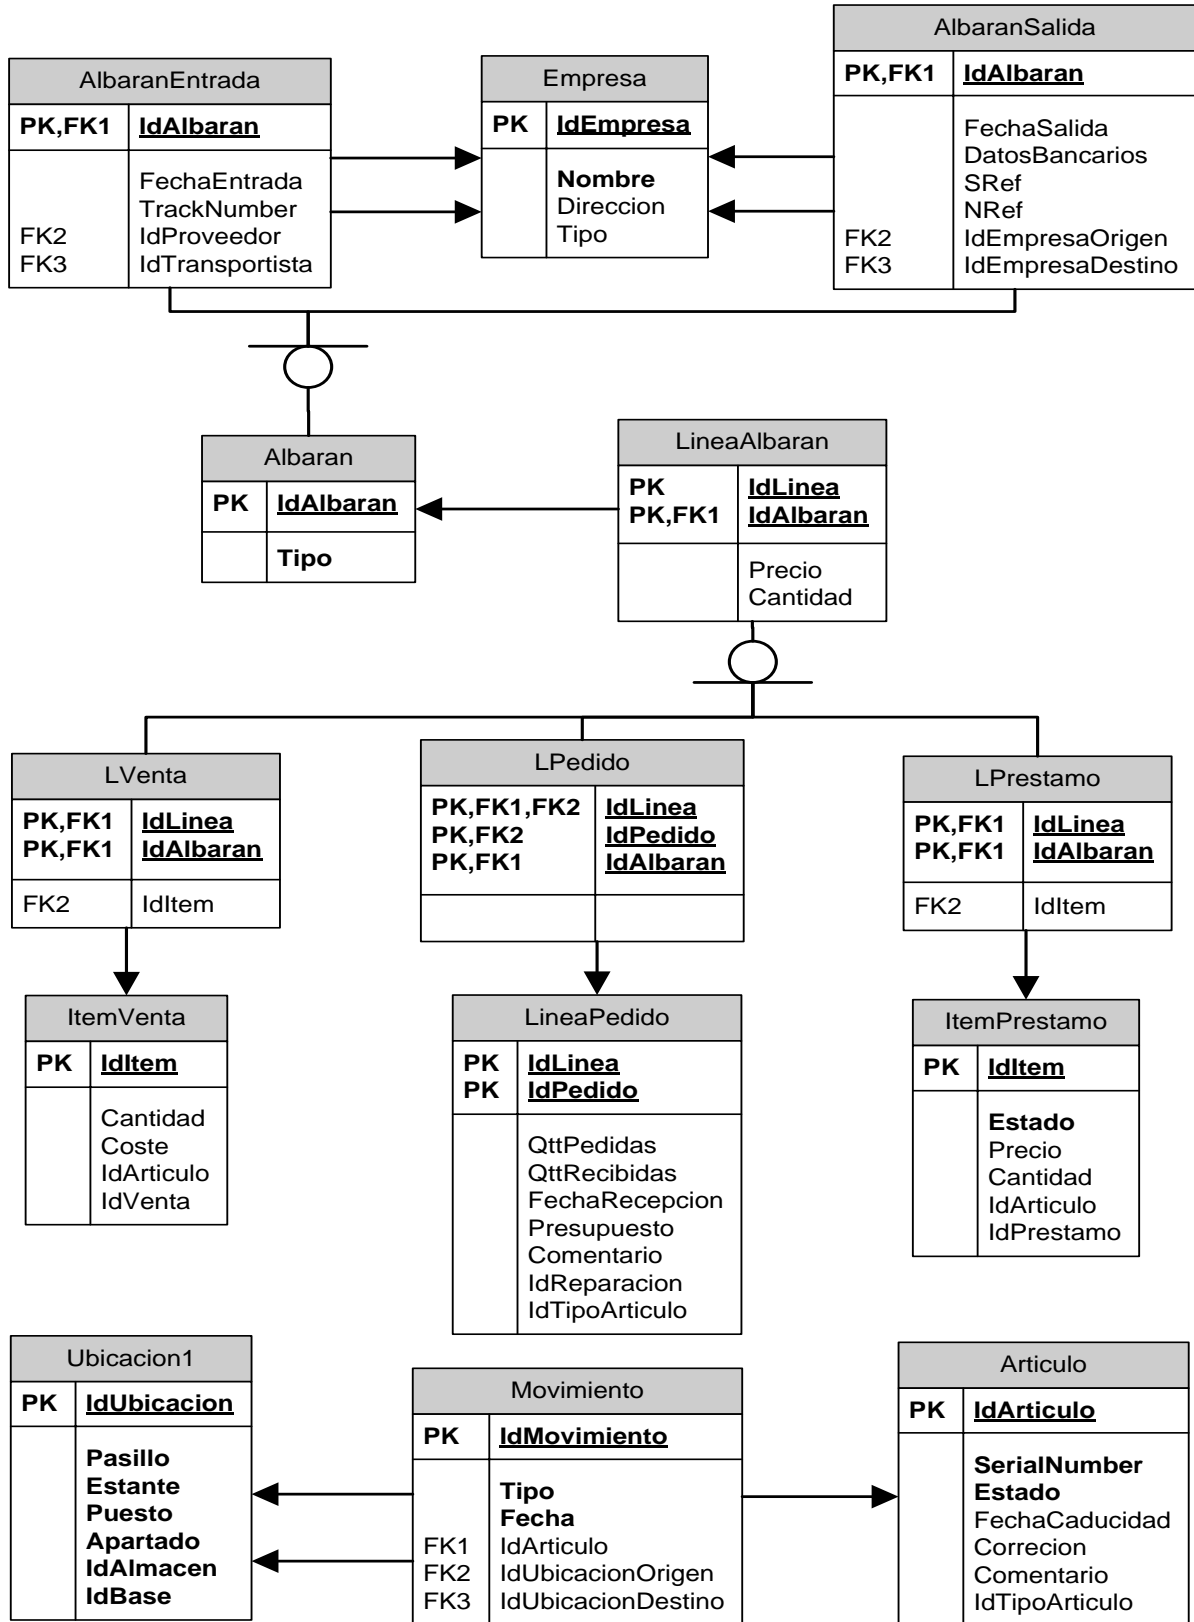 AlbaranEntrada
PK,FK1 IdAlbaran
FechaEntrada
TrackNumber
FK2 IdProveedor
FK3 IdTransportista
Empresa
PK IdEmpresa
Nombre
Direccion
Tipo
AlbaranSalida
PK,FK1 IdAlbaran
FechaSalida
DatosBancarios
SRef
NRef
FK2 IdEmpresaOrigen
FK3 IdEmpresaDestino
Albaran
PK IdAlbaran
Tipo
LineaAlbaran
PK IdLinea
PK,FK1 IdAlbaran
Precio
Cantidad
LVenta
PK,FK1 IdLinea
PK,FK1 IdAlbaran
FK2 IdItem
LPedido
PK,FK1,FK2 IdLinea
PK,FK2 IdPedido
PK,FK1 IdAlbaran
LPrestamo
PK,FK1 IdLinea
PK,FK1 IdAlbaran
FK2 IdItem
ItemVenta
PK IdItem
Cantidad
Coste
IdArticulo
IdVenta
LineaPedido
PK IdLinea
PK IdPedido
QttPedidas
QttRecibidas
FechaRecepcion
Presupuesto
Comentario
IdReparacion
IdTipoArticulo
ItemPrestamo
PK IdItem
Estado
Precio
Cantidad
IdArticulo
IdPrestamo
Ubicacion1
PK IdUbicacion
Pasillo
Estante
Puesto
Apartado
IdAlmacen
IdBase
Movimiento
PK IdMovimiento
Tipo
Fecha
FK1 IdArticulo
FK2 IdUbicacionOrigen
FK3 IdUbicacionDestino
Articulo
PK IdArticulo
SerialNumber
Estado
FechaCaducidad
Correcion
Comentario
IdTipoArticulo